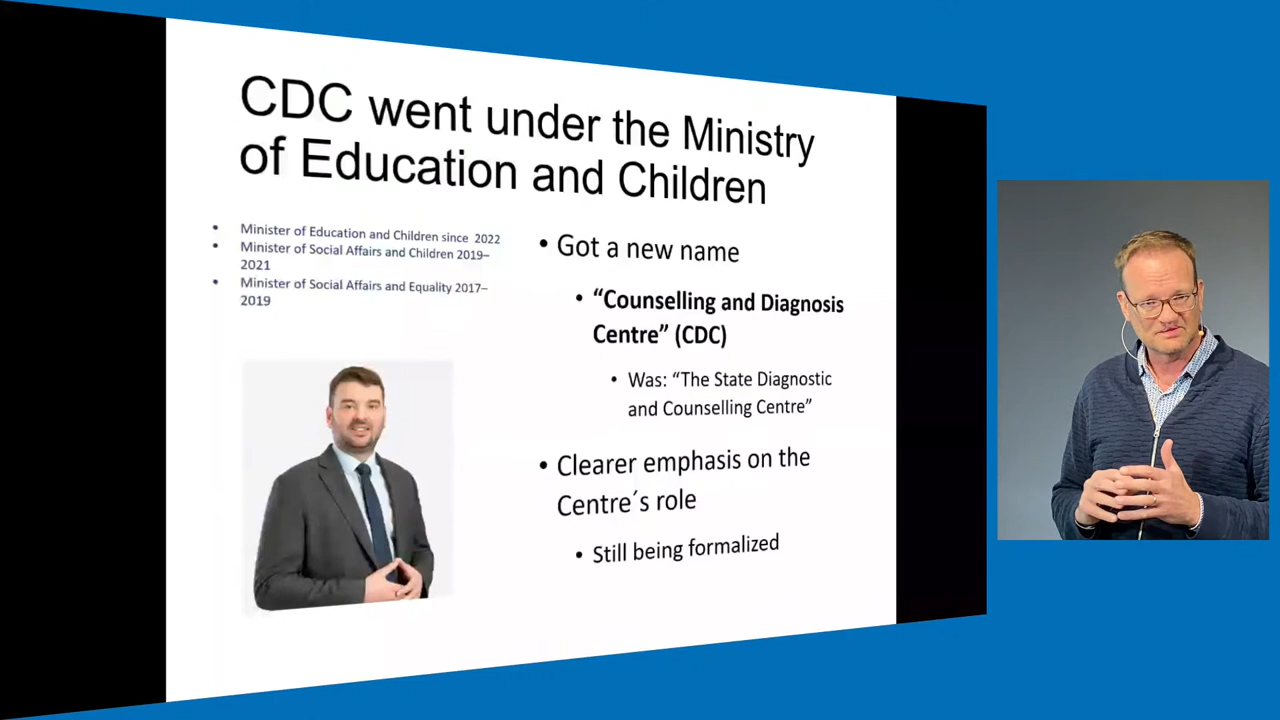 CDC went under the Ministry
of Education and Children
• Minister of Education and Children since 2022
• Minister of Social Affairs and Children 2019–
2021
• Minister of Social Affairs and Equality 2017–
2019
• Got a new name
• “Counselling and Diagnosis
Centre” (CDC)
• Was: “The State Diagnostic
and Counselling Centre”
• Clearer emphasis on the
Centre´s role
• Still being formalized